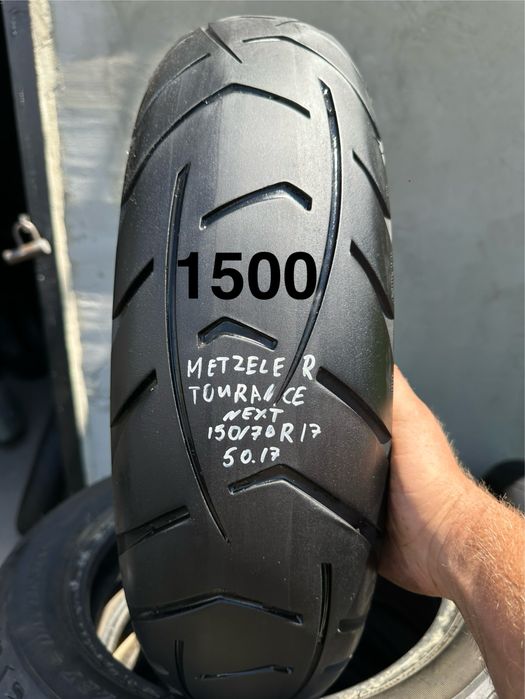 1500
METZELER
TOURANCE
NEXT
150/70R17
50.17